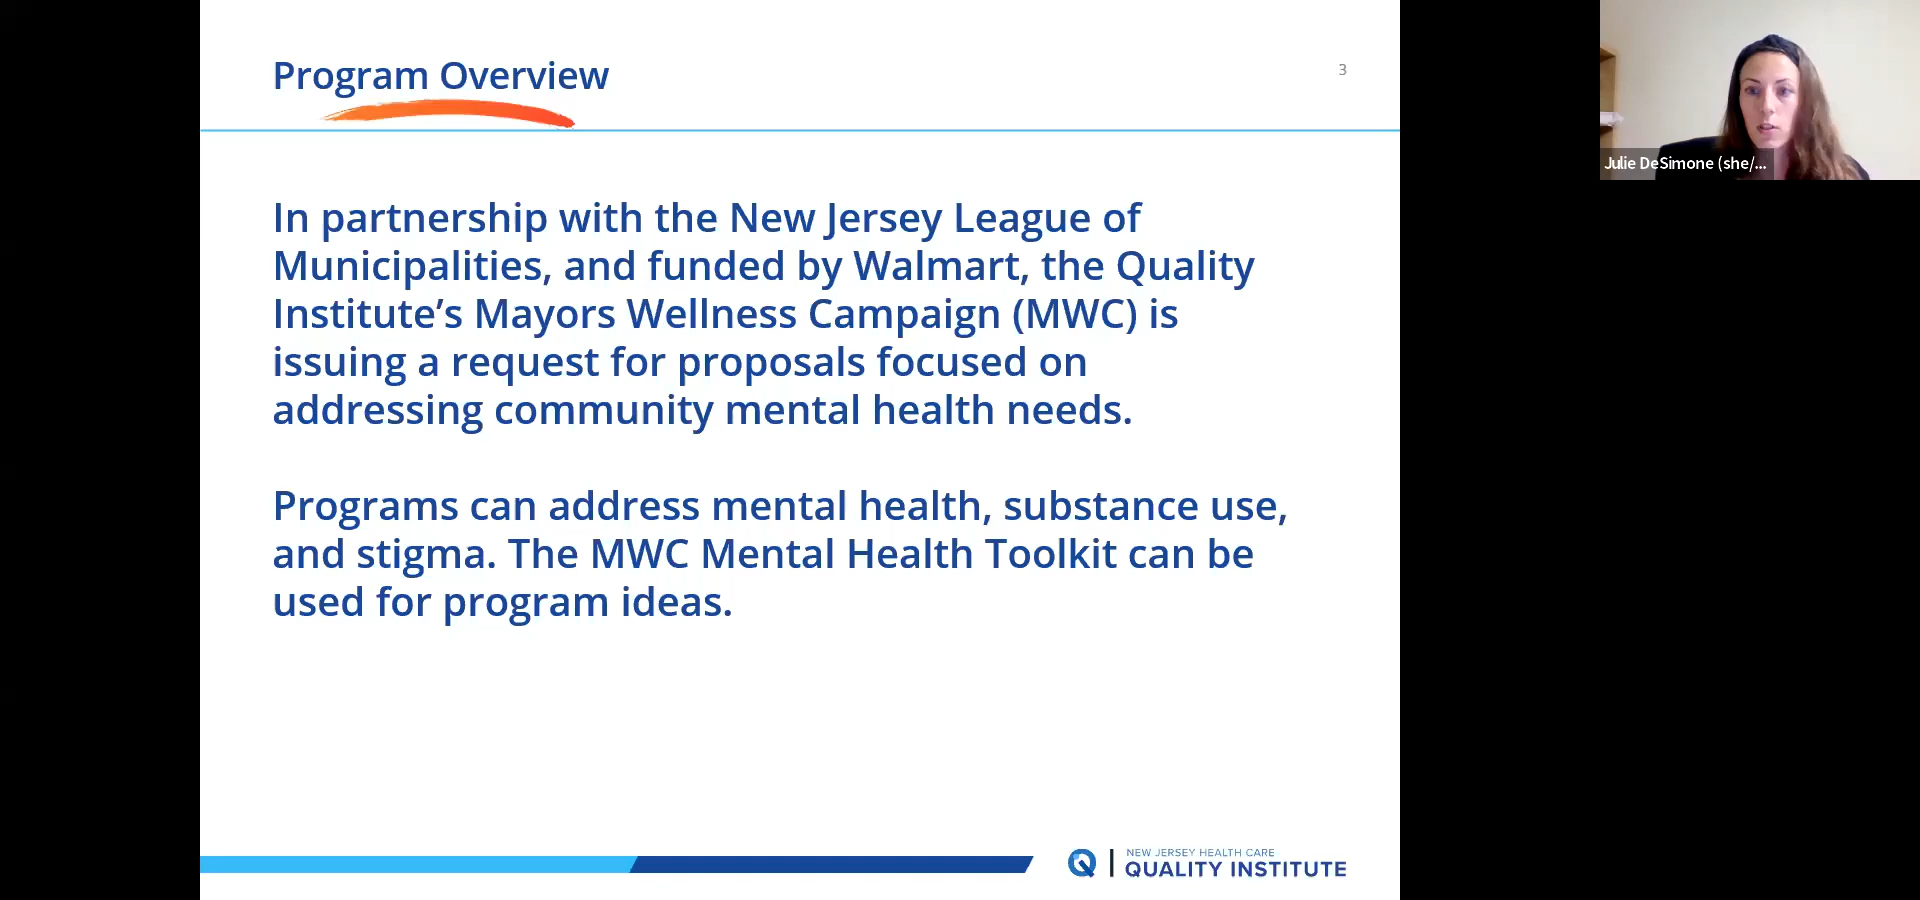 Program Overview
3
In partnership with the New Jersey League of
Municipalities, and funded by Walmart, the Quality
Institute’s Mayors Wellness Campaign (MWC) is
issuing a request for proposals focused on
addressing community mental health needs.
Programs can address mental health, substance use,
and stigma. The MWC Mental Health Toolkit can be
used for program ideas.
NEW JERSEY HEALTH CARE
QUALITY INSTITUTE
Julie DeSimone (she/...